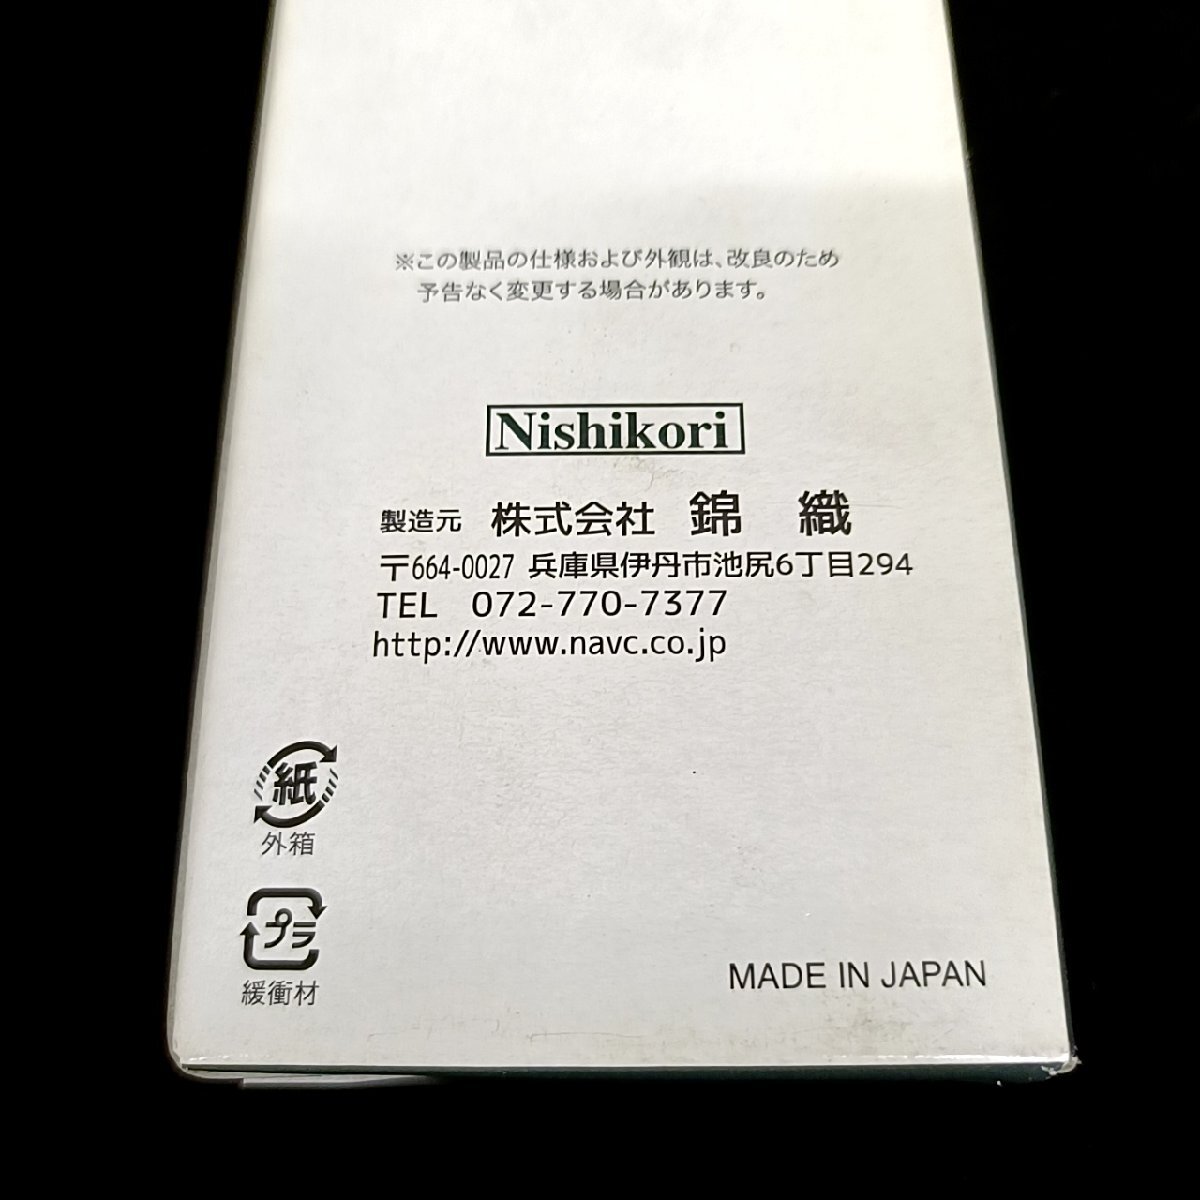 ※この製品の仕様および外観は、改良のため
予告なく変更する場合があります。
Nishikori
製造元 株式会社 錦織
〒664-0027 兵庫県伊丹市池尻6丁目294
TEL 072-770-7377
http://www.navc.co.jp
紙
外箱
プラ
緩衝材
MADE IN JAPAN